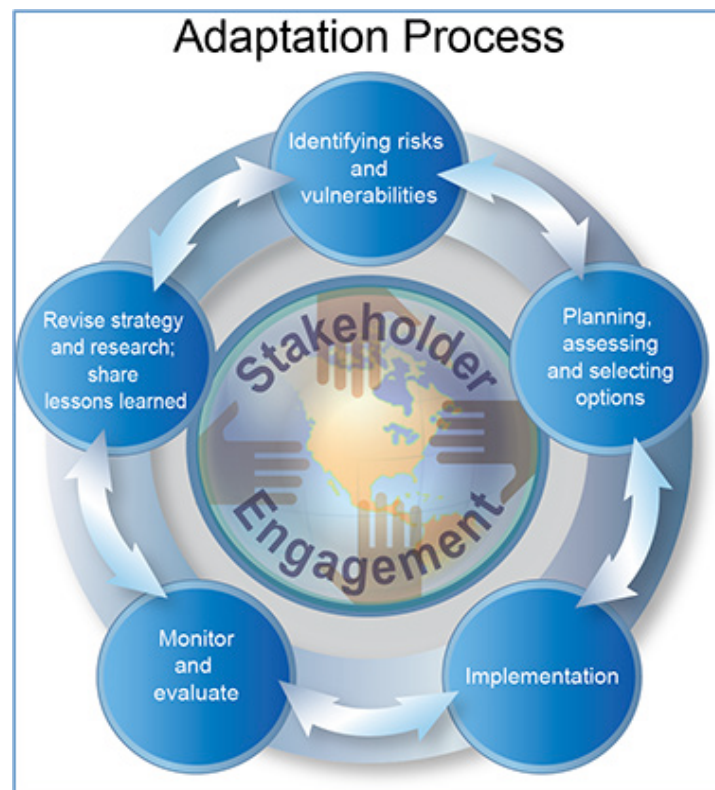 Adaptation Process
Identifying risks
and
vulnerabilities
Planning,
assessing
and selecting
options
Implementation
Monitor
and
evaluate
Revise strategy
and research;
share
lessons learned
Stakeholder
Engagement